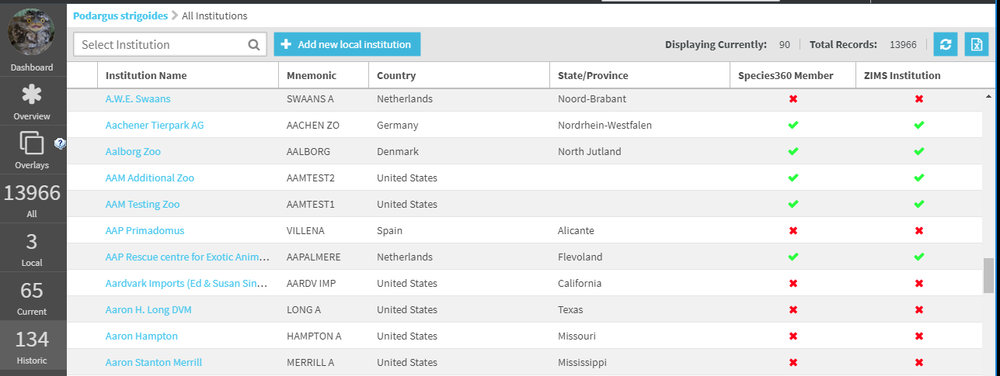 Podargus strigoides All Institutions
Select Institution Add new local institution Displaying Currently: 90 Total Records: 13966
Dashboard
Overview
? Overlays
13966
All
3
Local
65
Current
134
Historic
Institution Name Mnemonic Country State/Province Species360 Member ZIMS Institution
A.W.E. Swaans SWAANS A Netherlands Noord-Brabant
Aachener Tierpark AG AACHEN ZO Germany Nordrhein-Westfalen
Aalborg Zoo AALBORG Denmark North Jutland
AAM Additional Zoo AAMTEST2 United States
AAM Testing Zoo AAMTEST1 United States
AAP Primadomus VILLENA Spain Alicante
AAP Rescue centre for Exotic Anim... AAPALMERE Netherlands Flevoland
Aardvark Imports (Ed & Susan Sin... AARDV IMP United States California
Aaron H. Long DVM LONG A United States Texas
Aaron Hampton HAMPTON A United States Missouri
Aaron Stanton Merrill MERRILL A United States Mississippi